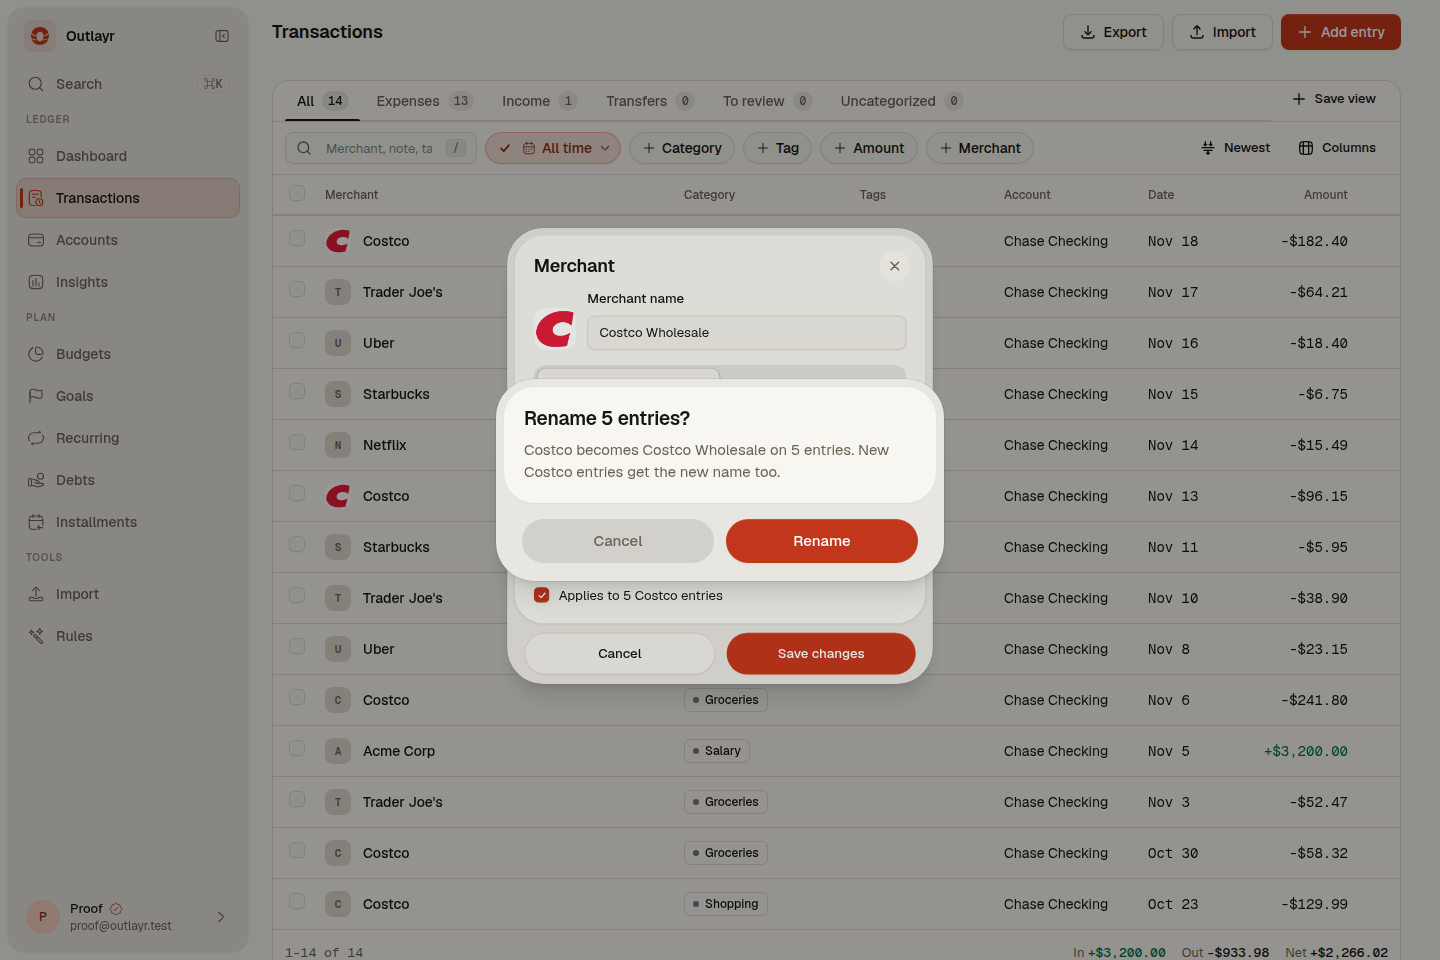 Outlayr
Search ⌘K
LEDGER
Dashboard
Transactions
Accounts
Insights
PLAN
Budgets
Goals
Recurring
Debts
Installments
TOOLS
Import
Rules
P
Proof
proof@outlayr.test
Transactions
Export Import Add entry
All 14 Expenses 13 Income 1 Transfers 0 To review 0 Uncategorized 0 Save view
Merchant, note, ta / All time Category Tag Amount Merchant Newest Columns
Merchant Category Tags Account Date Amount
Costco Chase Checking Nov 18 -$182.40
T Trader Joe's Chase Checking Nov 17 -$64.21
U Uber Chase Checking Nov 16 -$18.40
S Starbucks Chase Checking Nov 15 -$6.75
N Netflix Chase Checking Nov 14 -$15.49
Costco Chase Checking Nov 13 -$96.15
S Starbucks Chase Checking Nov 11 -$5.95
T Trader Joe's Chase Checking Nov 10 -$38.90
U Uber Chase Checking Nov 8 -$23.15
C Costco Groceries Chase Checking Nov 6 -$241.80
A Acme Corp Salary Chase Checking Nov 5 +$3,200.00
T Trader Joe's Groceries Chase Checking Nov 3 -$52.47
C Costco Groceries Chase Checking Oct 30 -$58.32
C Costco Shopping Chase Checking Oct 23 -$129.99
1-14 of 14 In +$3,200.00 Out -$933.98 Net +$2,266.02
Merchant
Merchant name
Costco Wholesale
Rename 5 entries?
Costco becomes Costco Wholesale on 5 entries. New
Costco entries get the new name too.
Cancel Rename
Applies to 5 Costco entries
Cancel Save changes